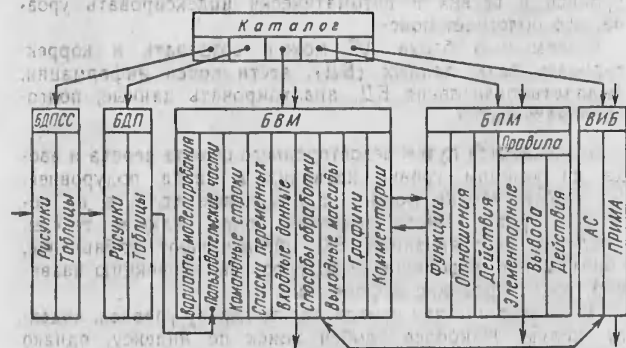 Каталог
БДПСС
БДП
БВМ
БПМ
ВИБ
Правила
Рисунки
Таблицы
Рисунки
Таблицы
Варианты моделирования
Пользовательские части
Командные строки
Списки переменных
Входные данные
Способы обработки
Выходные массивы
Графики
Комментарии
Функции
Отношения
Действия
Элементарные
Вывода
Действия
АС
ПРИМА